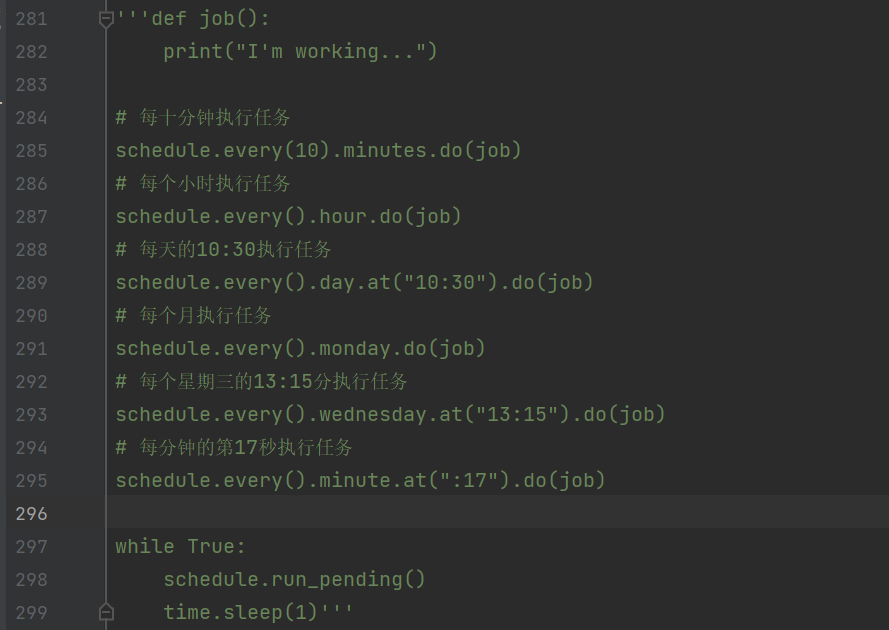 281 '''def job():
282     print("I'm working...")
283
284 # 每十分钟执行任务
285 schedule.every(10).minutes.do(job)
286 # 每个小时执行任务
287 schedule.every().hour.do(job)
288 # 每天的10:30执行任务
289 schedule.every().day.at("10:30").do(job)
290 # 每个月执行任务
291 schedule.every().monday.do(job)
292 # 每个星期三的13:15分执行任务
293 schedule.every().wednesday.at("13:15").do(job)
294 # 每分钟的第17秒执行任务
295 schedule.every().minute.at(":17").do(job)
296
297 while True:
298     schedule.run_pending()
299     time.sleep(1)'''